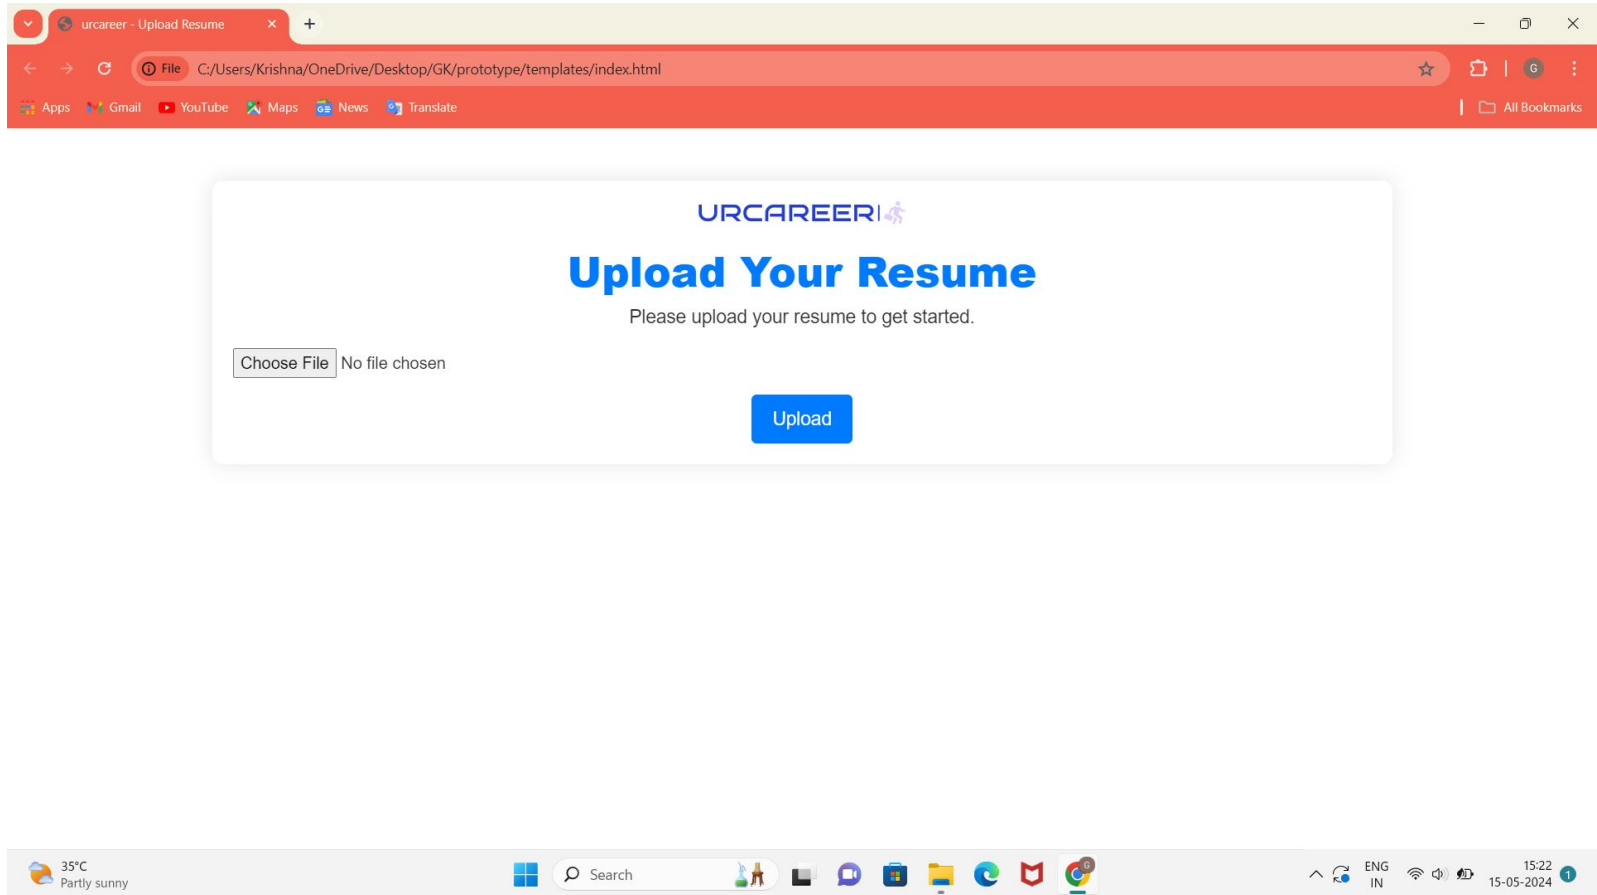 urcareer - Upload Resume
File C:/Users/Krishna/OneDrive/Desktop/GK/prototype/templates/index.html G
Apps Gmail YouTube Maps News Translate All Bookmarks
URCAREER
Upload Your Resume
Please upload your resume to get started.
Choose File No file chosen
Upload
35°C
Partly sunny
Search
G
ENG
IN
15:22
15-05-2024
1